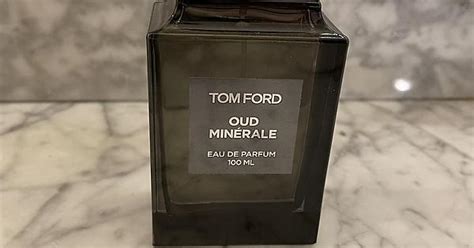 TOM FORD
OUD
MINÉRALE
EAU DE PARFUM
100 ML